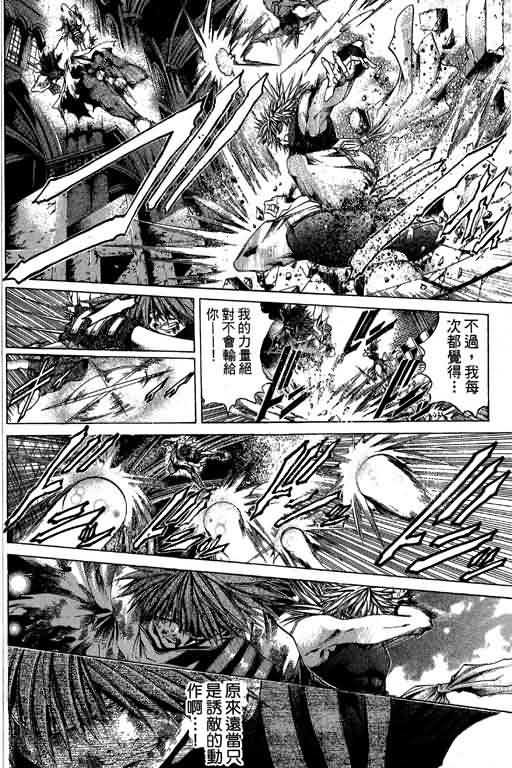 不過，我每
次都覺得…
我的力量絕
對不會輸給
你——！
原來遠當只
是誘敵的動
作啊……